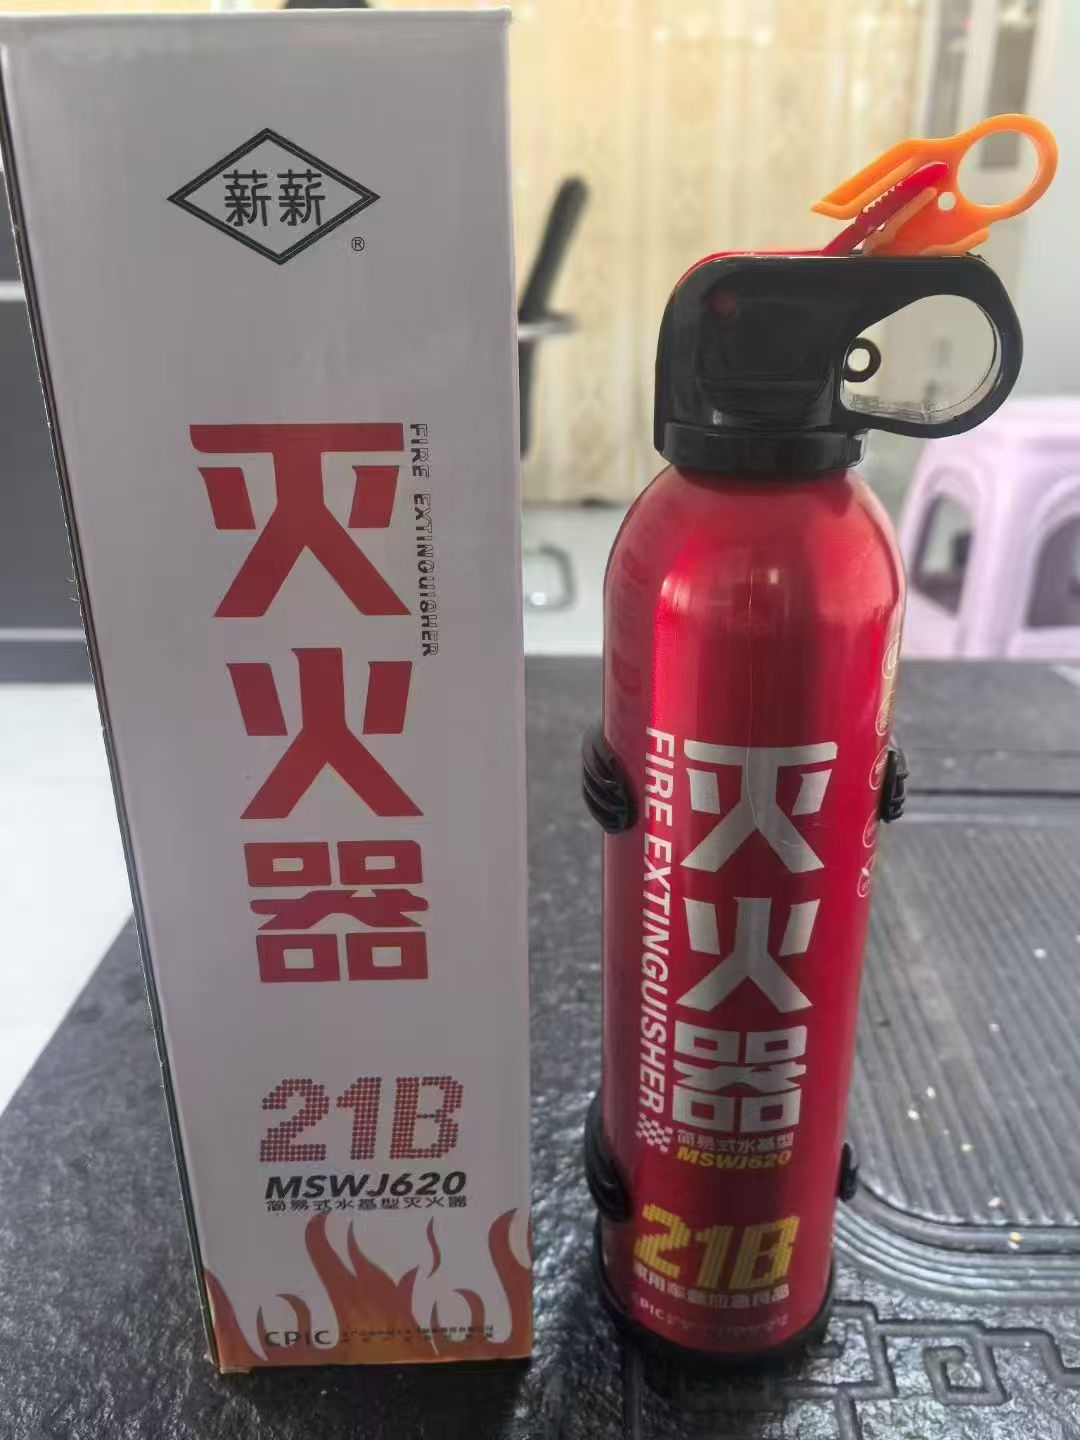 薪薪
®
灭火器
FIRE EXTINGUISHER
21B
MSWJ620
简易式水基型灭火器
CPIC
灭火器
FIRE EXTINGUISHER
简易式水基型
MSWJ620
21B
家用车载应急良品
CPIC